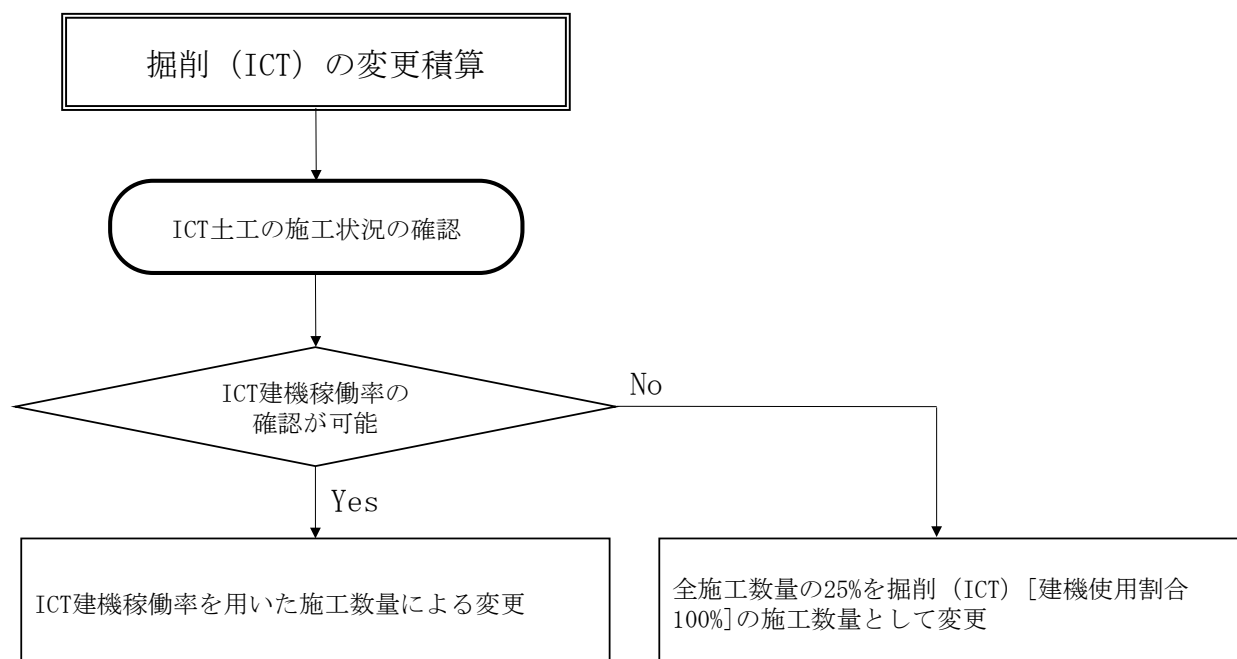 掘削（ICT）の変更積算
ICT土工の施工状況の確認
ICT建機稼働率の
確認が可能
No
Yes
ICT建機稼働率を用いた施工数量による変更
全施工数量の25%を掘削（ICT）[建機使用割合
100%]の施工数量として変更